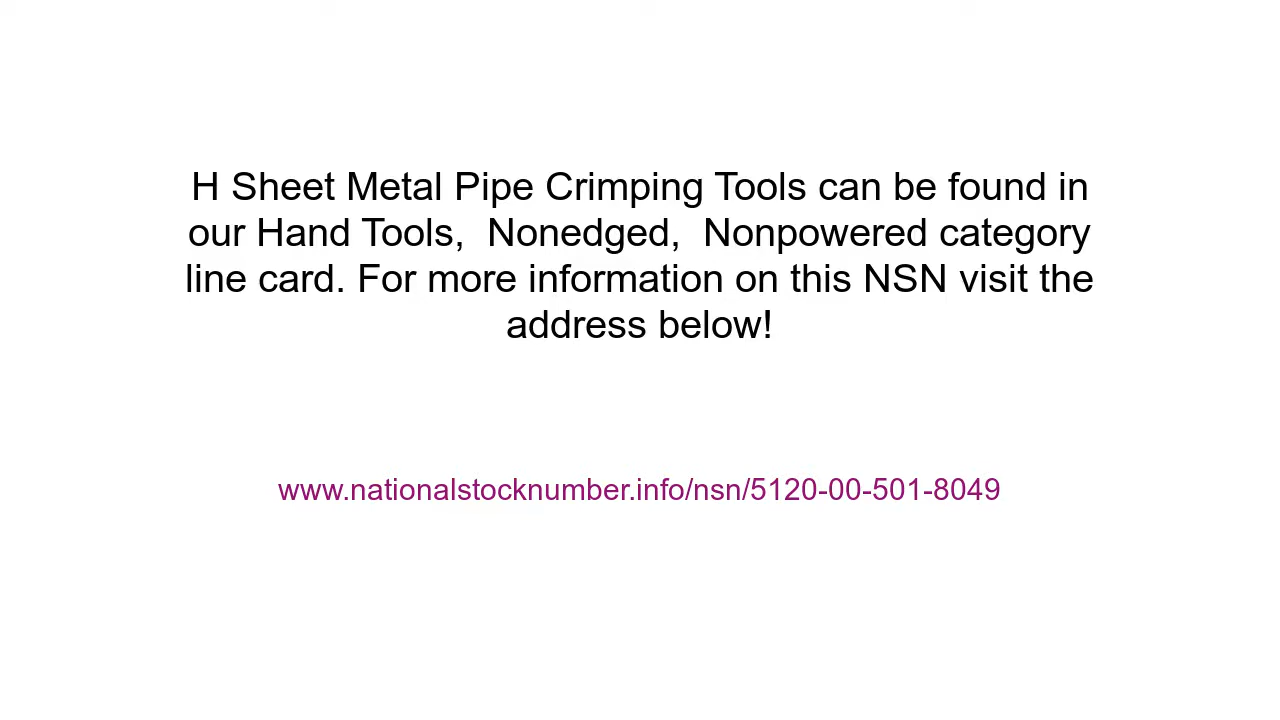 H Sheet Metal Pipe Crimping Tools can be found in
our Hand Tools,  Nonedged,  Nonpowered category
line card. For more information on this NSN visit the
address below!
www.nationalstocknumber.info/nsn/5120-00-501-8049